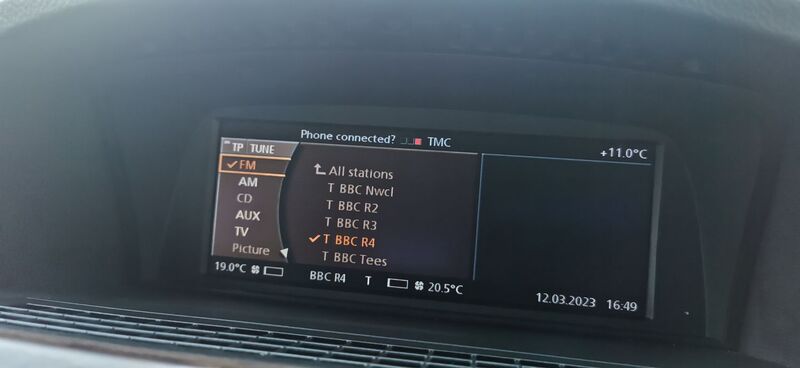 Phone connected? TMC
TP TUNE
+11.0°C
FM
AM
CD
AUX
TV
Picture
All stations
T BBC Nwcl
T BBC R2
T BBC R3
T BBC R4
T BBC Tees
19.0°C
BBC R4 T
20.5°C
12.03.2023 16:49